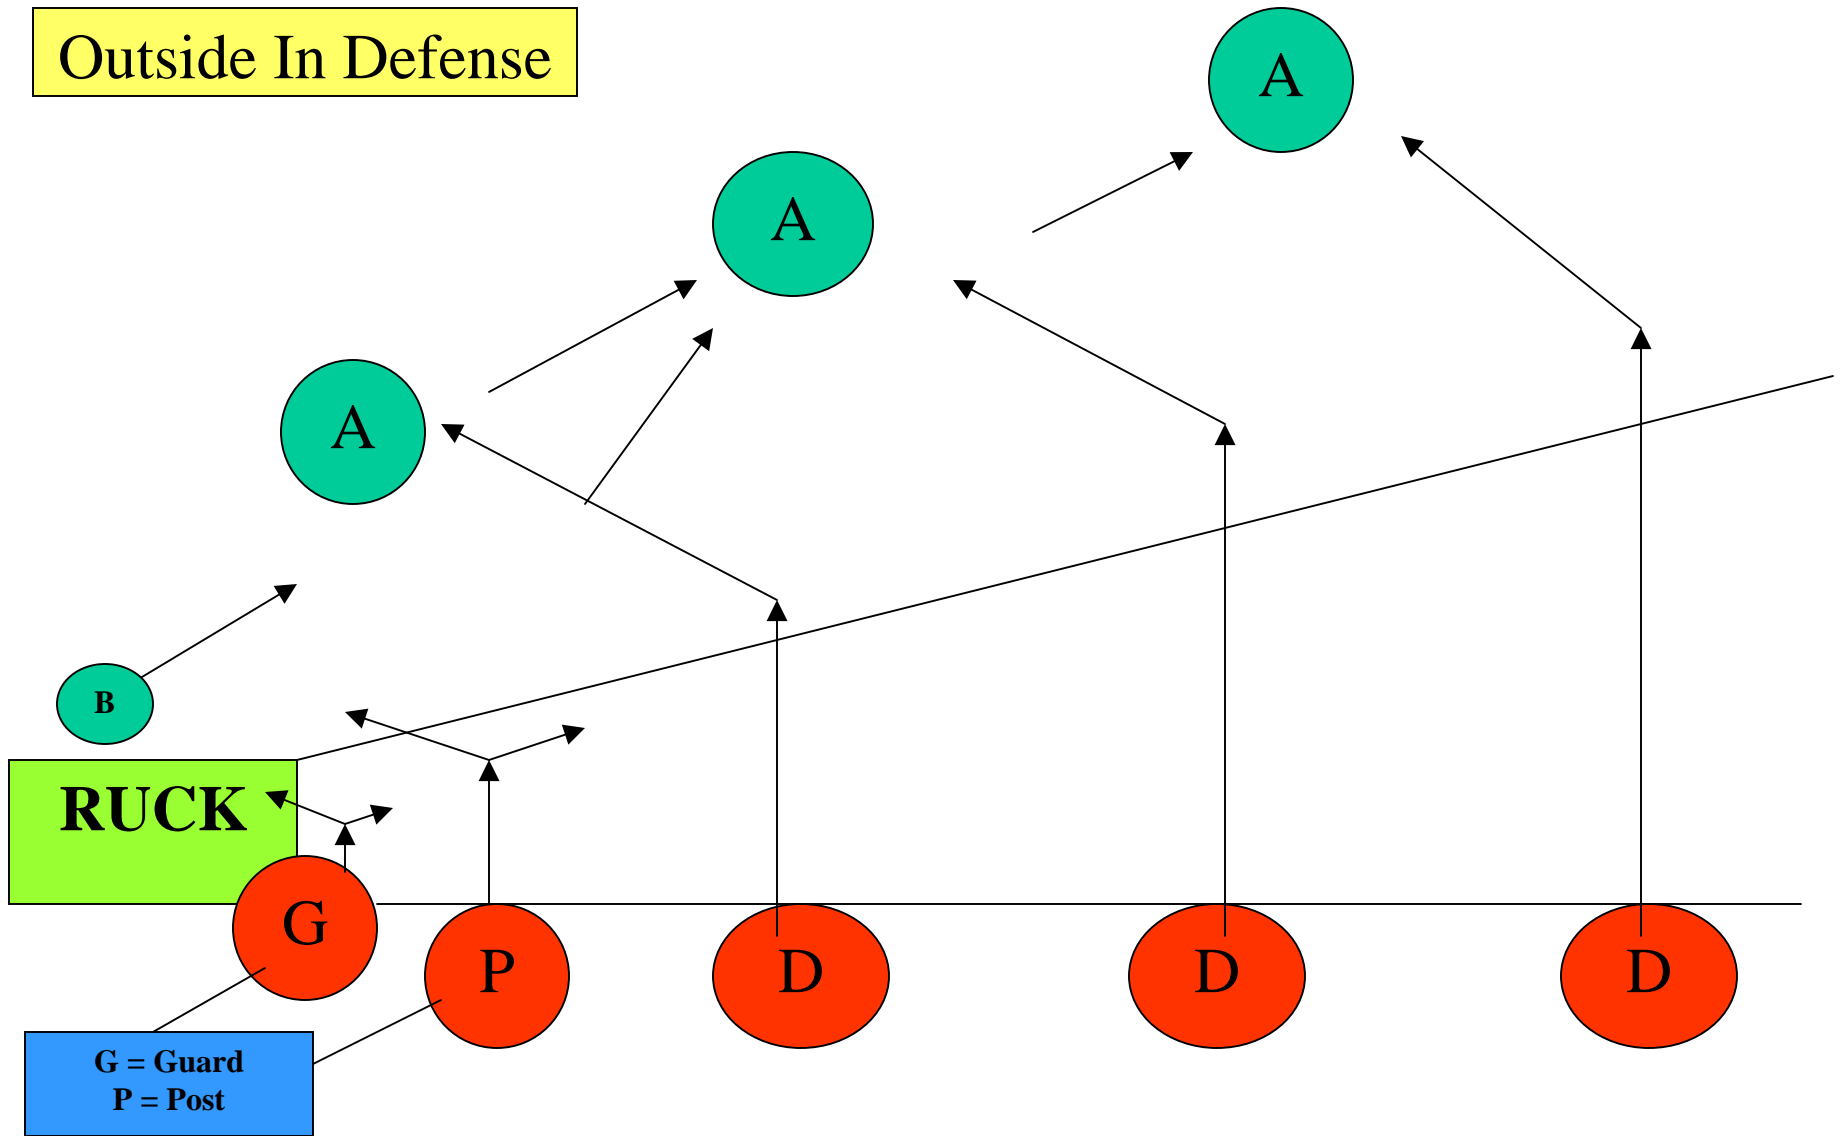 Outside In Defense
A
A
A
B
RUCK
G
P
D
D
D
G = Guard
P = Post